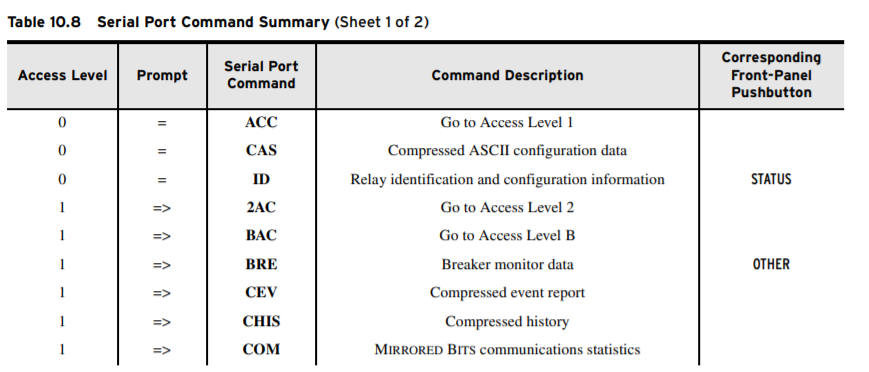 Table 10.8 Serial Port Command Summary (Sheet 1 of 2)
Access Level Prompt Serial Port Command Command Description Corresponding Front-Panel Pushbutton
0 = ACC Go to Access Level 1
0 = CAS Compressed ASCII configuration data
0 = ID Relay identification and configuration information STATUS
1 => 2AC Go to Access Level 2
1 => BAC Go to Access Level B
1 => BRE Breaker monitor data OTHER
1 => CEV Compressed event report
1 => CHIS Compressed history
1 => COM MIRRORED BITS communications statistics